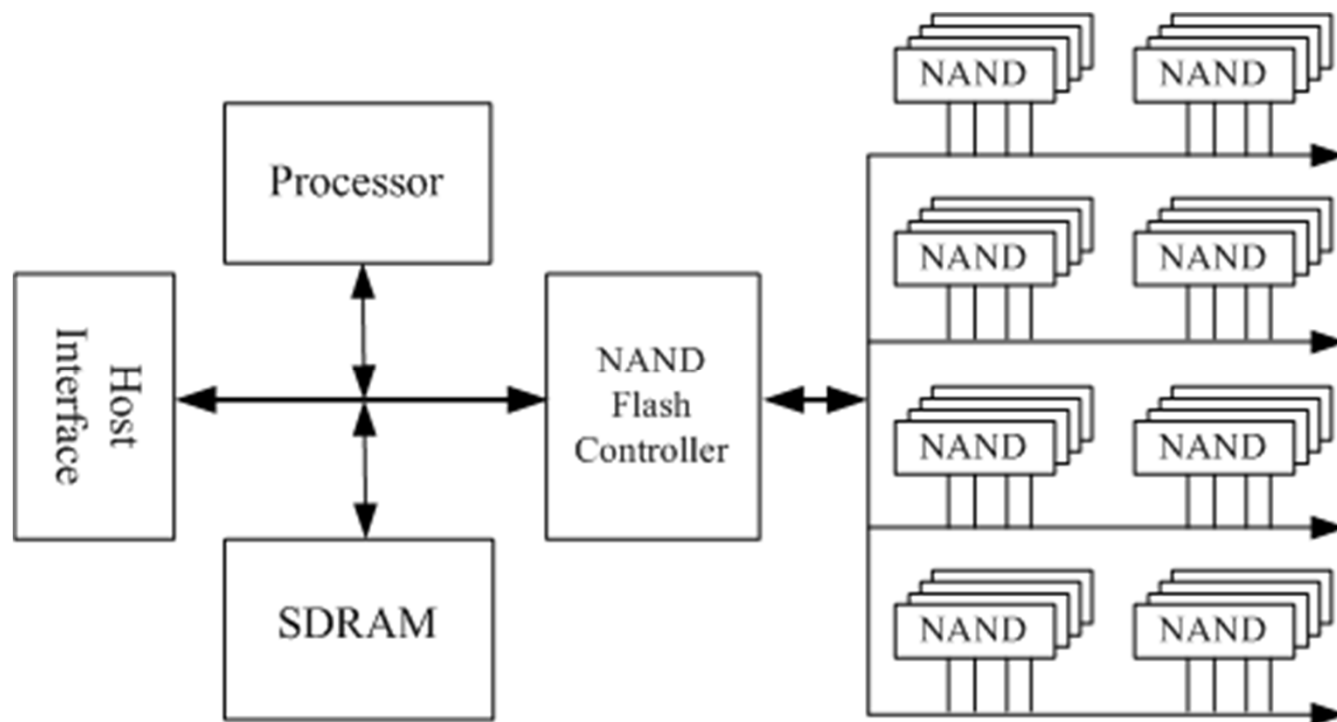 NAND NAND
Processor
NAND NAND
Host
Interface
NAND
Flash
Controller
NAND NAND
SDRAM
NAND NAND